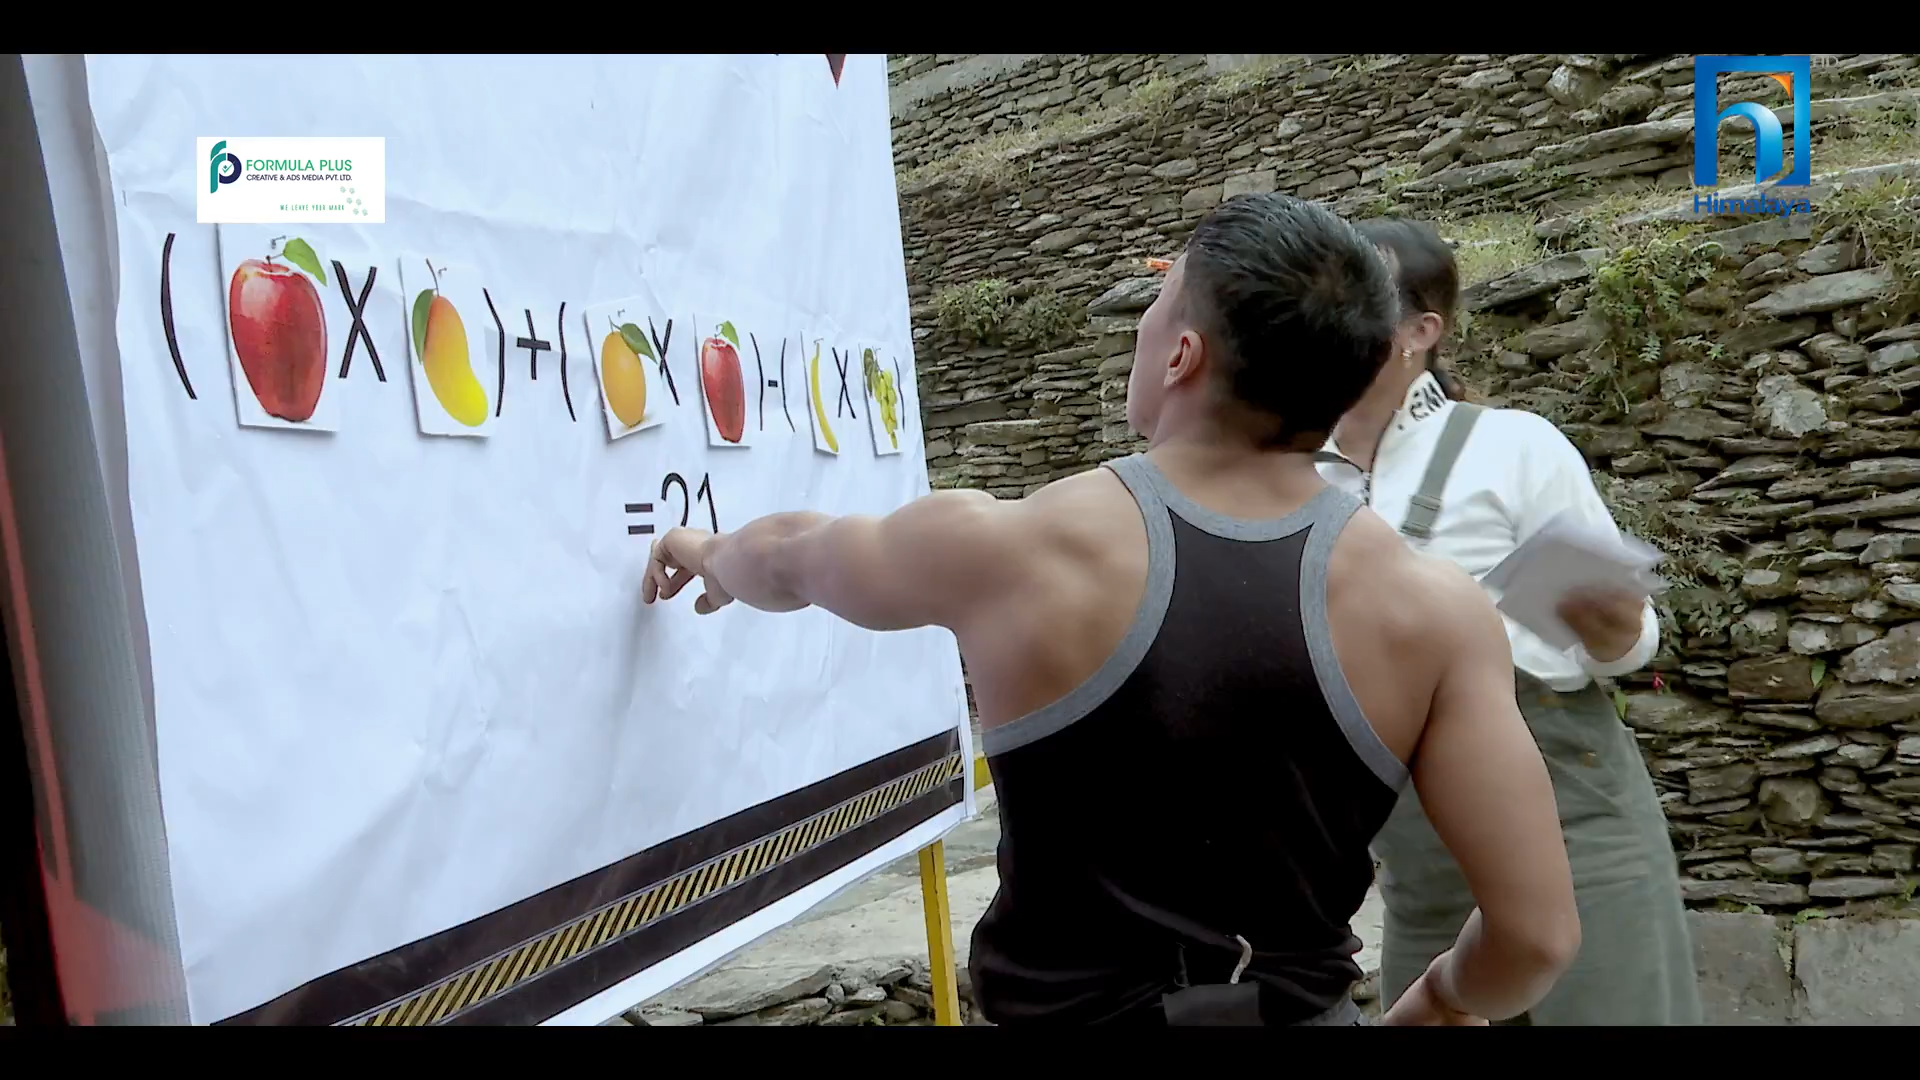 HD
Himalaya
FORMULA PLUS
CREATIVE & ADS MEDIA PVT. LTD.
WE LEAVE YOUR MARK
( X ) + ( X ) - ( X )
= 21